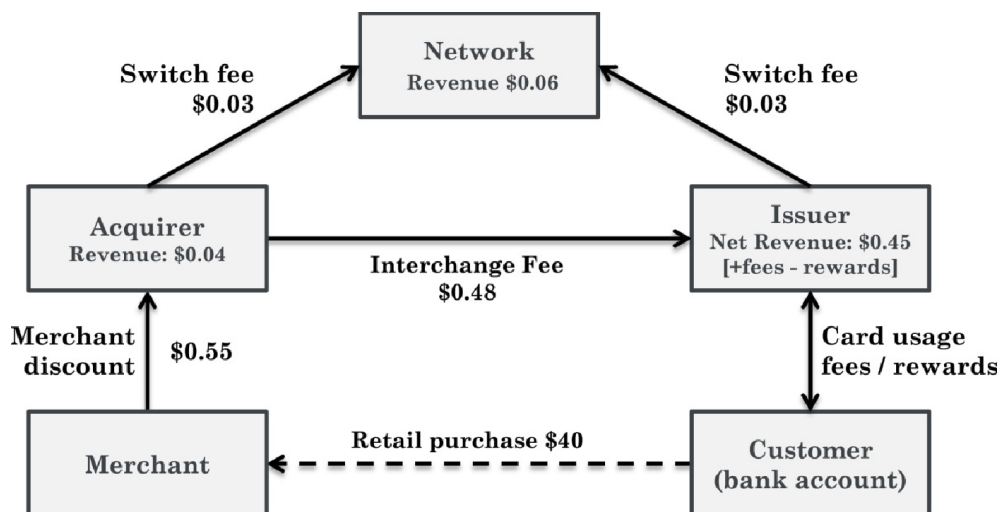 Network
Revenue $0.06
Switch fee
$0.03
Switch fee
$0.03
Acquirer
Revenue: $0.04
Issuer
Net Revenue: $0.45
[+fees - rewards]
Interchange Fee
$0.48
Merchant
discount
$0.55
Card usage
fees / rewards
Retail purchase $40
Merchant
Customer
(bank account)